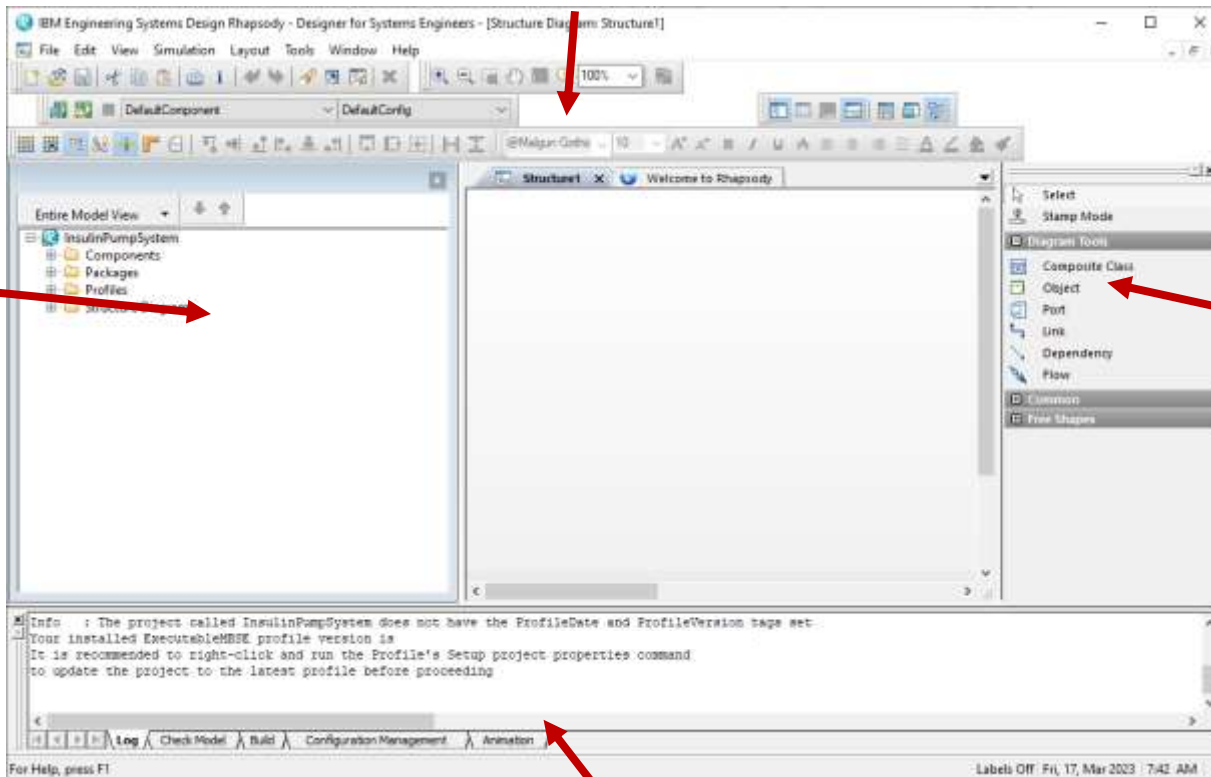 IBM Engineering Systems Design Rhapsody - Designer for Systems Engineers - [Structure Diagram: Structure1]
File Edit View Simulation Layout Tools Window Help
100%
DefaultComponent DefaultConfig
@Malgun Gothic 10
Structure1 Welcome to Rhapsody
Entire Model View
InsulinPumpSystem
Components
Packages
Profiles
Structure Diagrams
Select
Stamp Mode
Diagram Tools
Composite Class
Object
Port
Link
Dependency
Flow
Common
Free Shapes
Info : The project called InsulinPumpSystem does not have the ProfileDate and ProfileVersion tags set
Your installed ExecutableMBSE profile version is
It is recommended to right-click and run the Profile's Setup project properties command
to update the project to the latest profile before proceeding
Log Check Model Build Configuration Management Animation
For Help, press F1 Labels Off Fri, 17, Mar 2023 7:42 AM